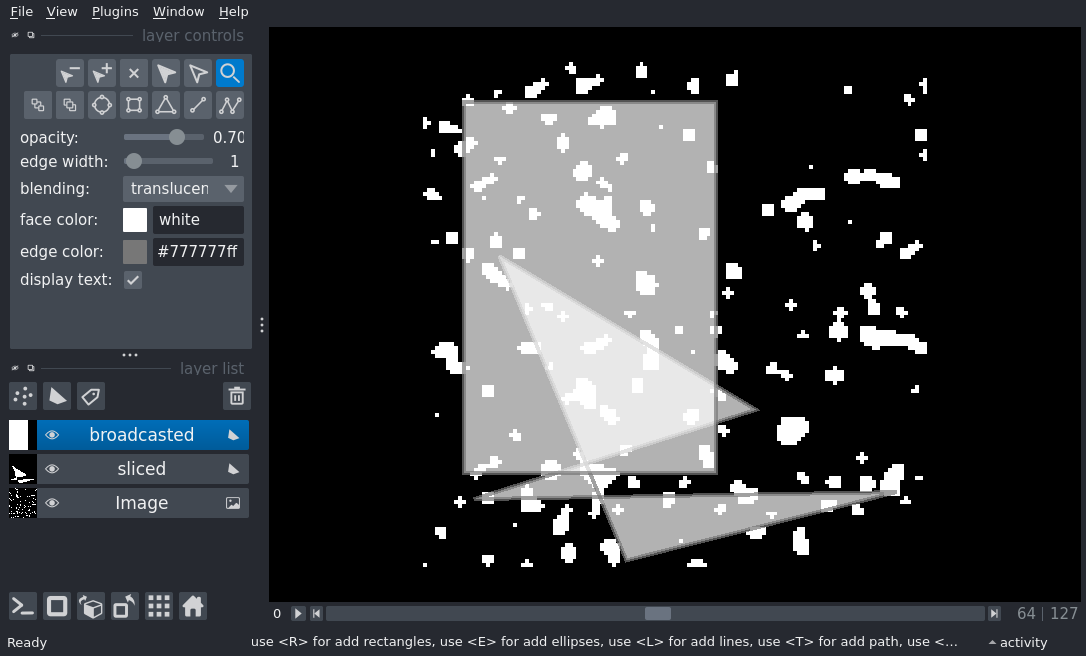 File View Plugins Window Help
layer controls
opacity: 0.70
edge width: 1
blending: translucen
face color: white
edge color: #777777ff
display text:
layer list
broadcasted
sliced
Image
0 64 127
Ready use <R> for add rectangles, use <E> for add ellipses, use <L> for add lines, use <T> for add path, use <... activity